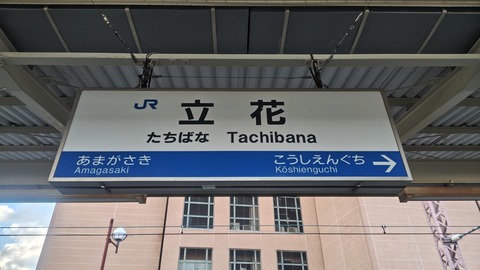 JR 立花
たちばな Tachibana
あまがさき こうしえんぐち →
Amagasaki Kōshienguchi